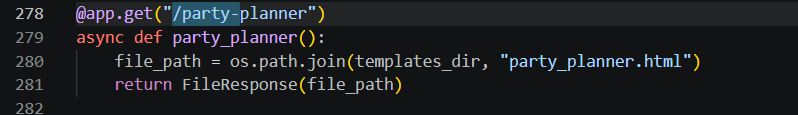 278 @app.get("/party-planner")
279 async def party_planner():
280     file_path = os.path.join(templates_dir, "party_planner.html")
281     return FileResponse(file_path)
282